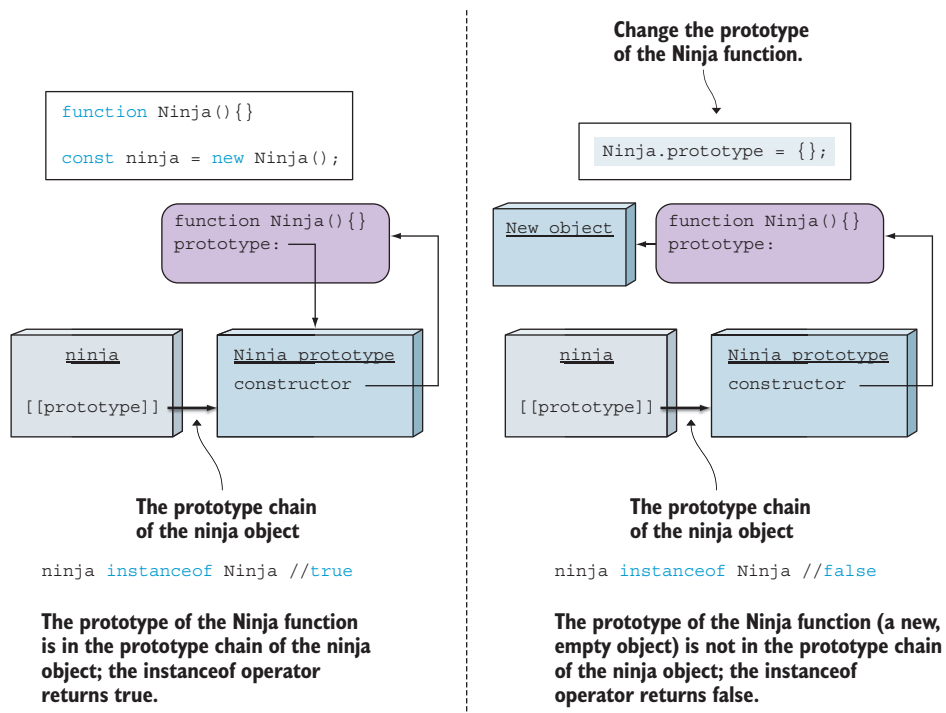 function Ninja(){}
const ninja = new Ninja();
function Ninja(){}
prototype:
ninja
[[prototype]]
Ninja prototype
constructor
The prototype chain
of the ninja object
ninja instanceof Ninja //true
The prototype of the Ninja function
is in the prototype chain of the ninja
object; the instanceof operator
returns true.
Change the prototype
of the Ninja function.
Ninja.prototype = {};
New object
function Ninja(){}
prototype:
ninja
[[prototype]]
Ninja prototype
constructor
The prototype chain
of the ninja object
ninja instanceof Ninja //false
The prototype of the Ninja function (a new,
empty object) is not in the prototype chain
of the ninja object; the instanceof
operator returns false.